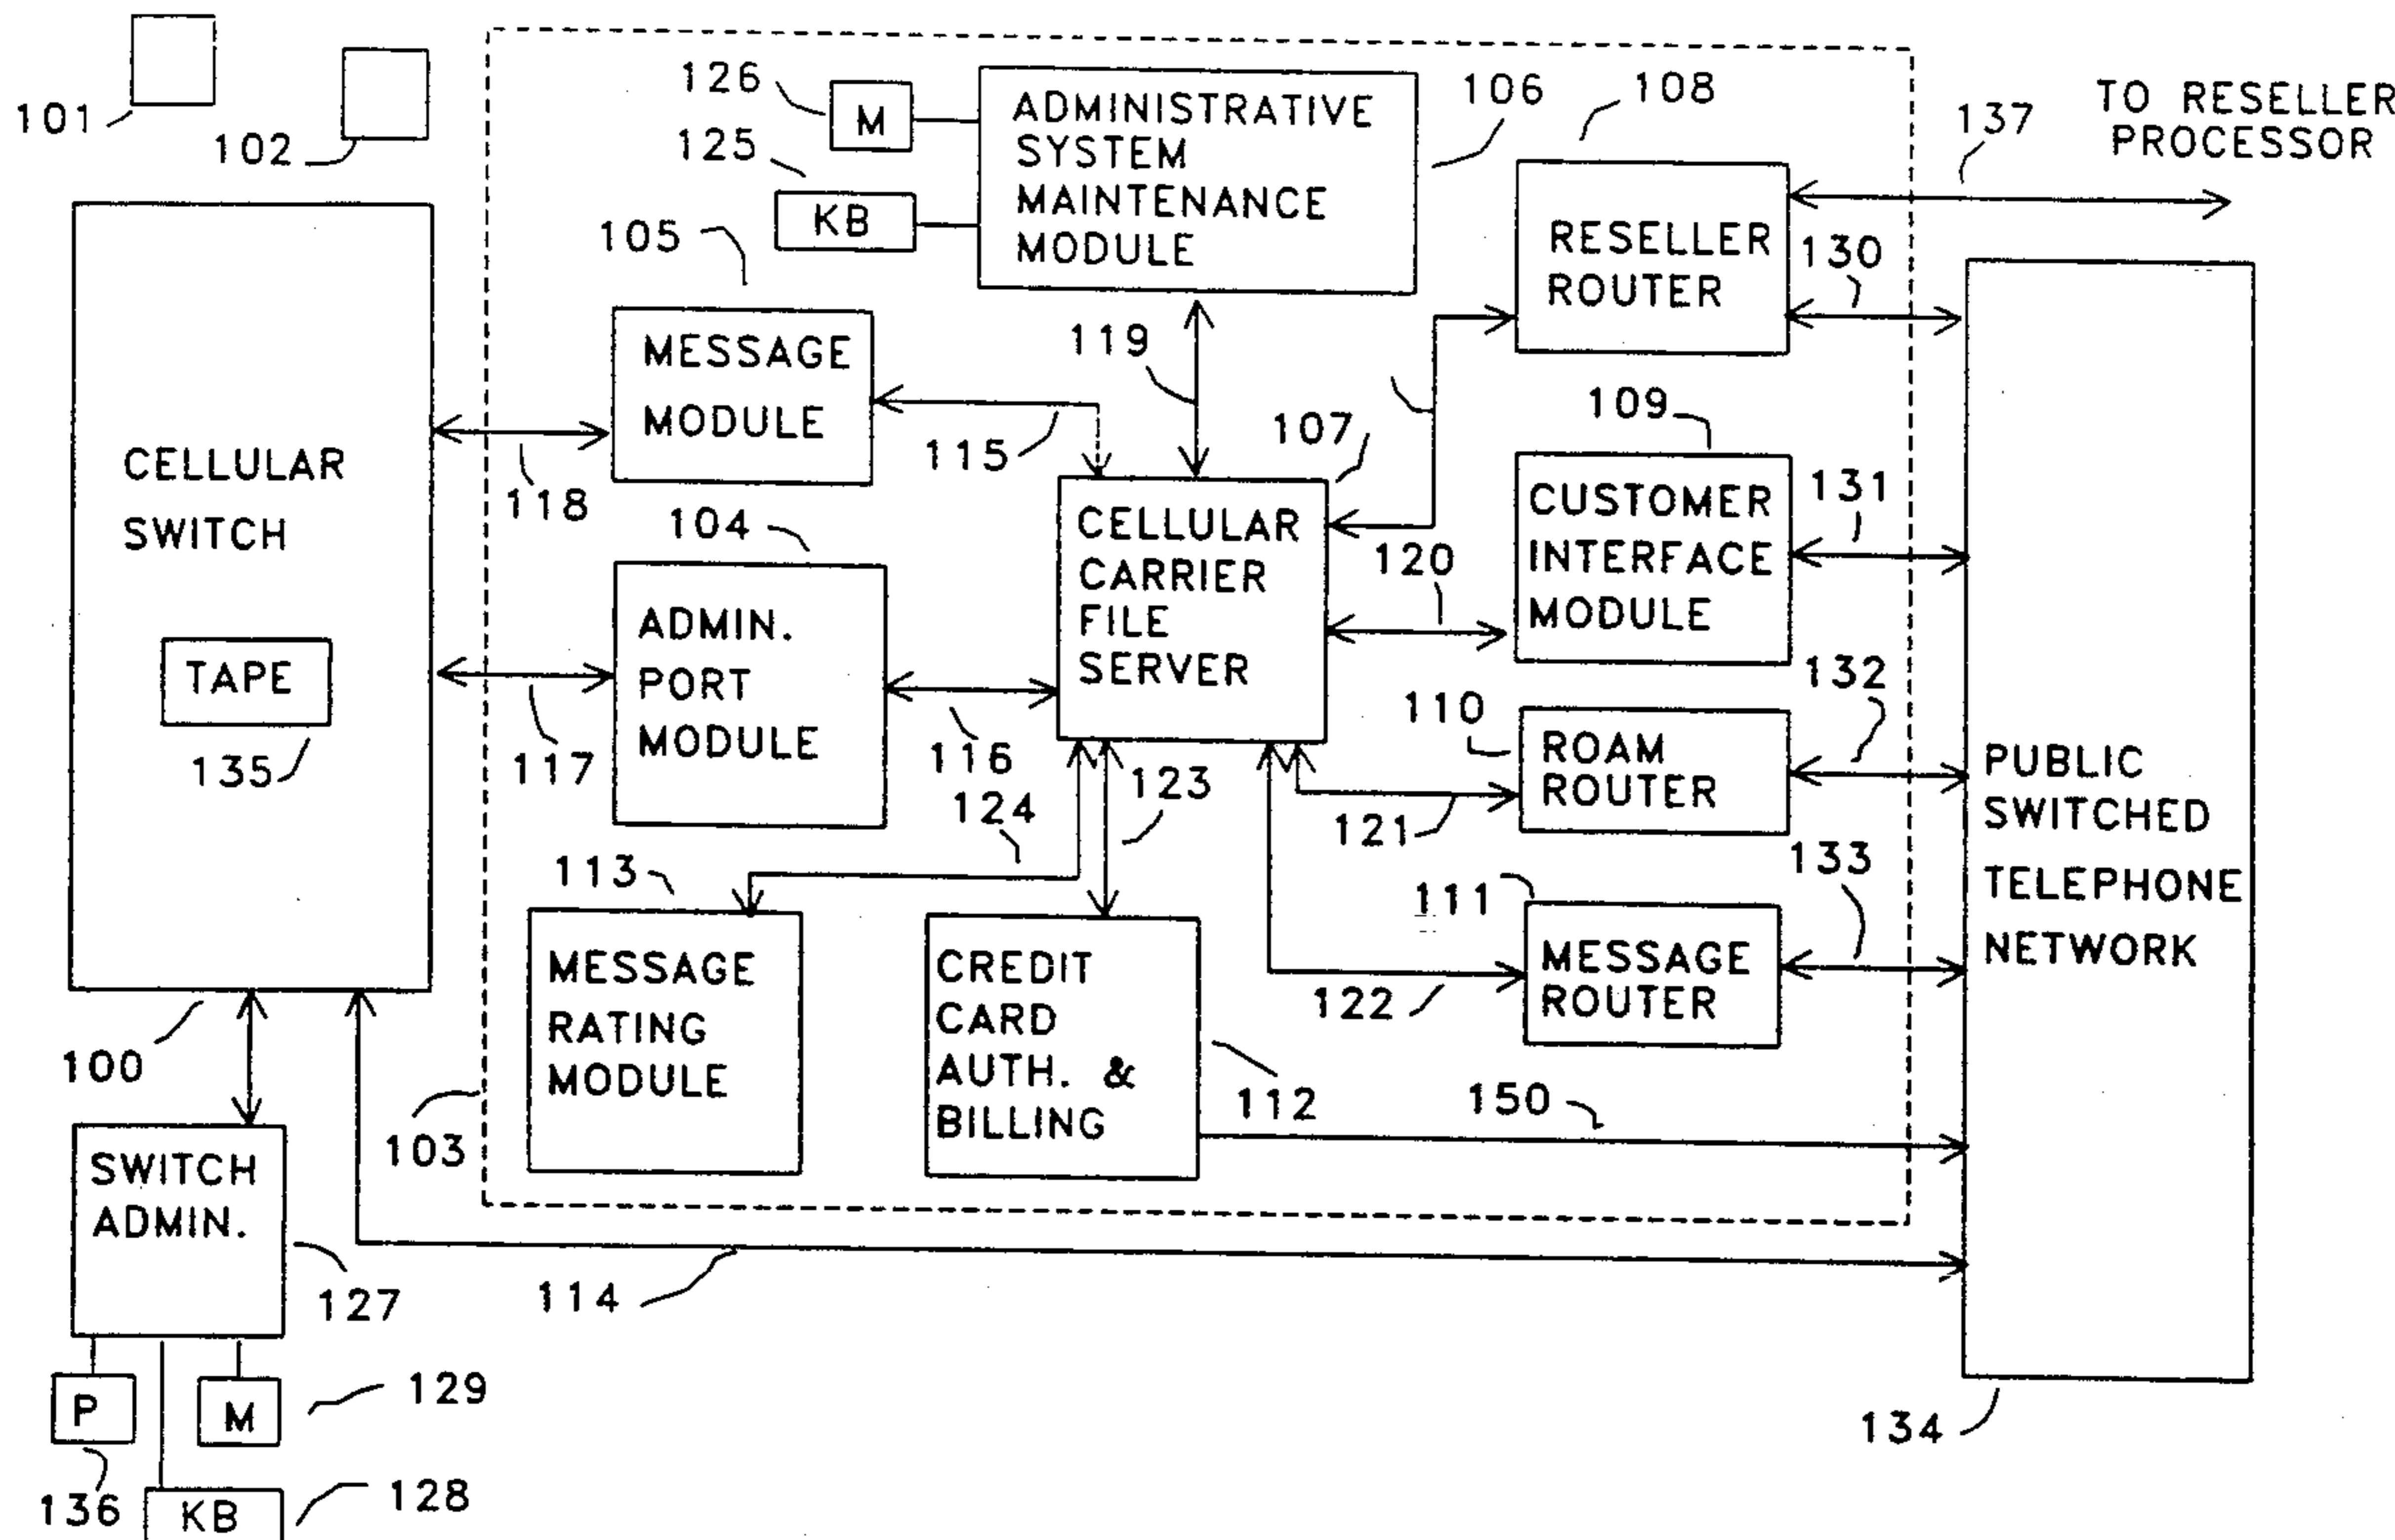 101
102
126
M
125
KB
ADMINISTRATIVE
SYSTEM
MAINTENANCE
MODULE
106
108
137
TO RESELLER
PROCESSOR
105
RESELLER
ROUTER
130
MESSAGE
MODULE
119
115
118
107
109
CELLULAR
SWITCH
TAPE
135
104
ADMIN.
PORT
MODULE
117
116
CELLULAR
CARRIER
FILE
SERVER
120
CUSTOMER
INTERFACE
MODULE
131
132
110
ROAM
ROUTER
121
133
PUBLIC
SWITCHED
TELEPHONE
NETWORK
124
123
113
MESSAGE
RATING
MODULE
CREDIT
CARD
AUTH. &
BILLING
112
111
MESSAGE
ROUTER
122
150
100
103
SWITCH
ADMIN.
127
114
134
P
M
129
136
KB
128